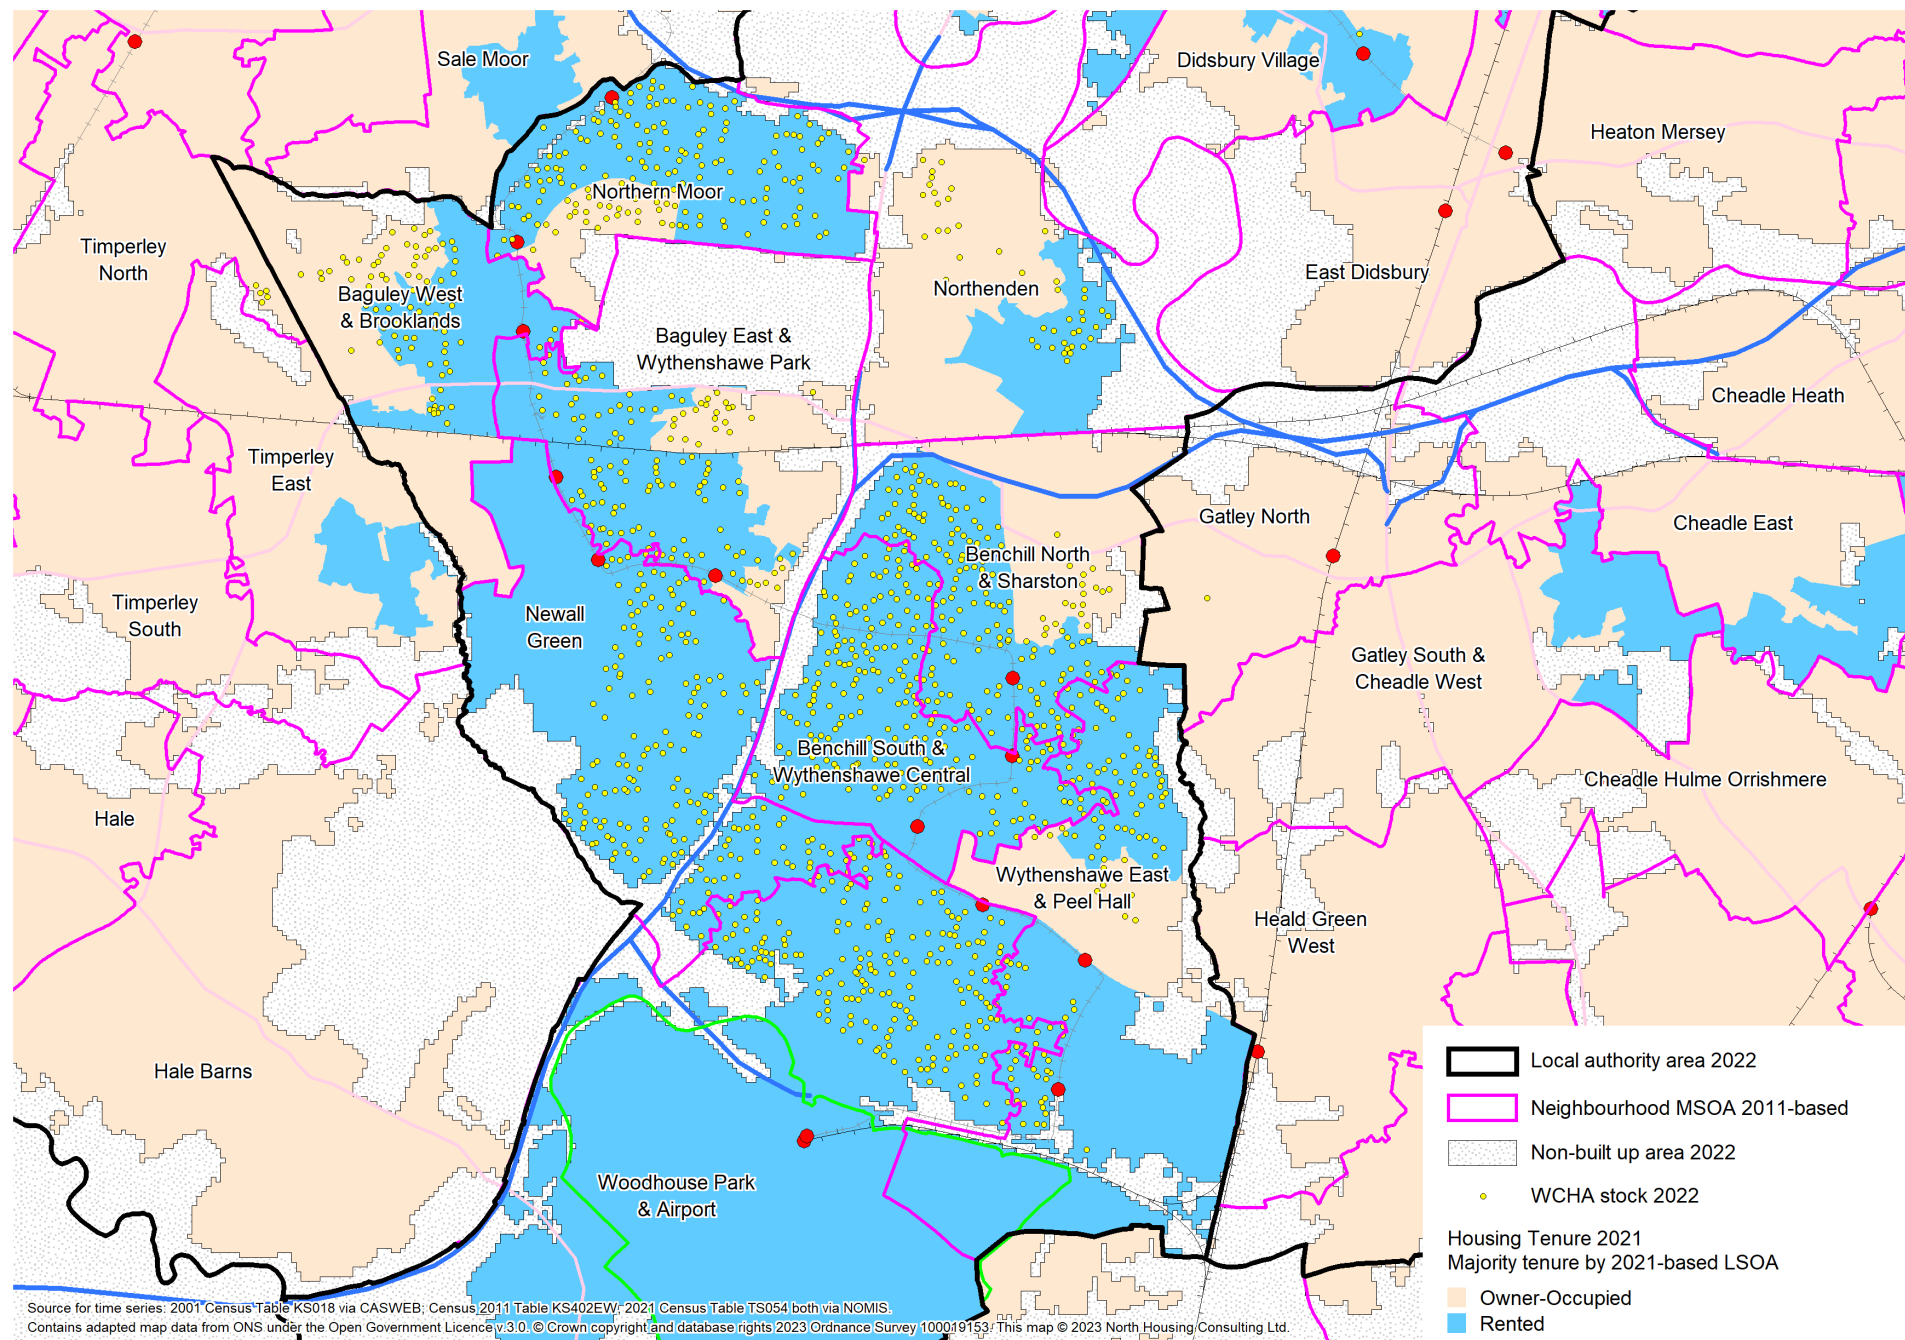 Sale Moor
Didsbury Village
Heaton Mersey
Northern Moor
Timperley
North
East Didsbury
Baguley West
& Brooklands
Northenden
Baguley East &
Wythenshawe Park
Cheadle Heath
Timperley
East
Gatley North
Cheadle East
Benchill North
& Sharston
Timperley
South
Newall
Green
Gatley South &
Cheadle West
Benchill South &
Wythenshawe Central
Cheadle Hulme Orrishmere
Hale
Wythenshawe East
& Peel Hall
Heald Green
West
Hale Barns
Woodhouse Park
& Airport
Local authority area 2022
Neighbourhood MSOA 2011-based
Non-built up area 2022
WCHA stock 2022
Housing Tenure 2021
Majority tenure by 2021-based LSOA
Owner-Occupied
Rented
Source for time series: 2001 Census Table KS018 via CASWEB; Census 2011 Table KS402EW; 2021 Census Table TS054 both via NOMIS.
Contains adapted map data from ONS under the Open Government Licence v.3.0. © Crown copyright and database rights 2023 Ordnance Survey 100019153. This map © 2023 North Housing Consulting Ltd.